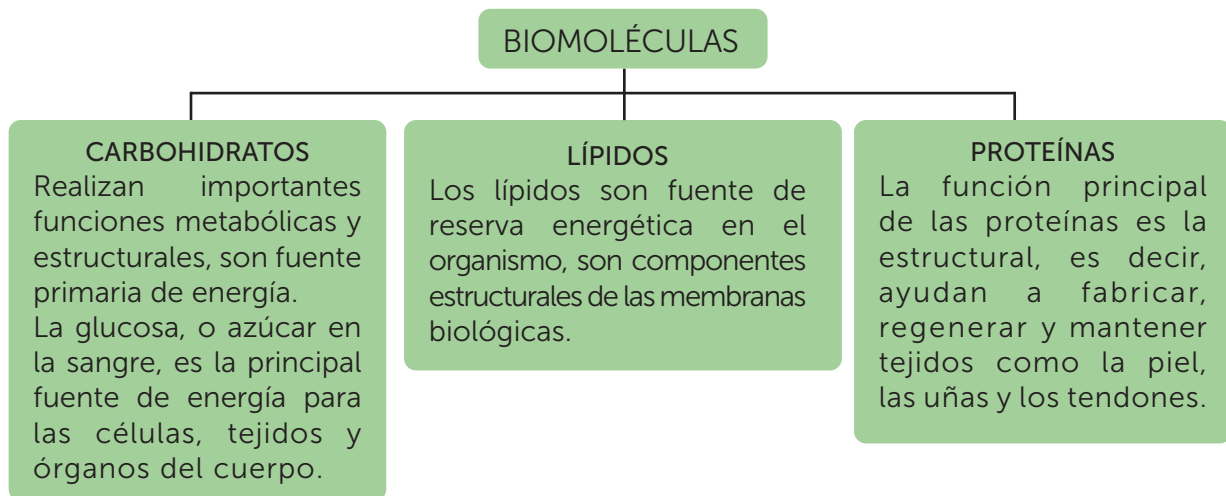 BIOMOLÉCULAS
CARBOHIDRATOS
Realizan importantes
funciones metabólicas y
estructurales, son fuente
primaria de energía.
La glucosa, o azúcar en
la sangre, es la principal
fuente de energía para
las células, tejidos y
órganos del cuerpo.
LÍPIDOS
Los lípidos son fuente de
reserva energética en el
organismo, son componentes
estructurales de las membranas
biológicas.
PROTEÍNAS
La función principal
de las proteínas es la
estructural, es decir,
ayudan a fabricar,
regenerar y mantener
tejidos como la piel,
las uñas y los tendones.